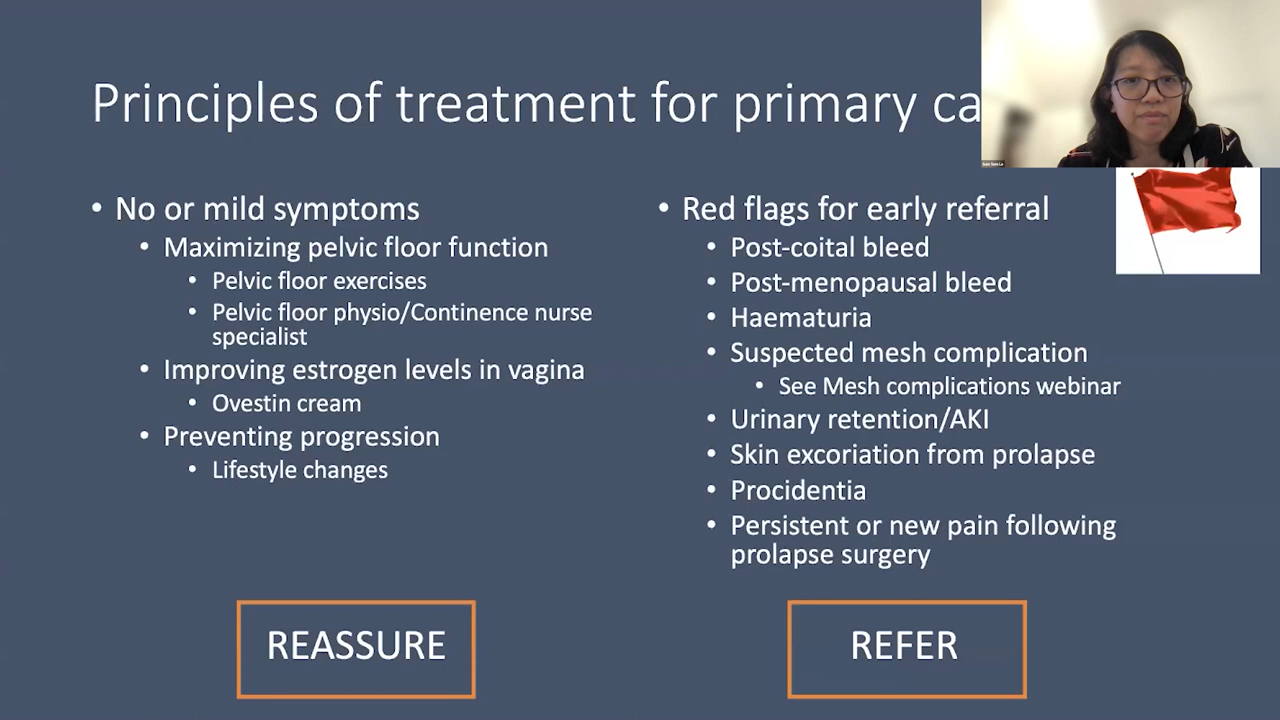 Principles of treatment for primary ca
• No or mild symptoms
• Maximizing pelvic floor function
• Pelvic floor exercises
• Pelvic floor physio/Continence nurse
specialist
• Improving estrogen levels in vagina
• Ovestin cream
• Preventing progression
• Lifestyle changes
REASSURE
• Red flags for early referral
• Post-coital bleed
• Post-menopausal bleed
• Haematuria
• Suspected mesh complication
• See Mesh complications webinar
• Urinary retention/AKI
• Skin excoriation from prolapse
• Procidentia
• Persistent or new pain following
prolapse surgery
REFER